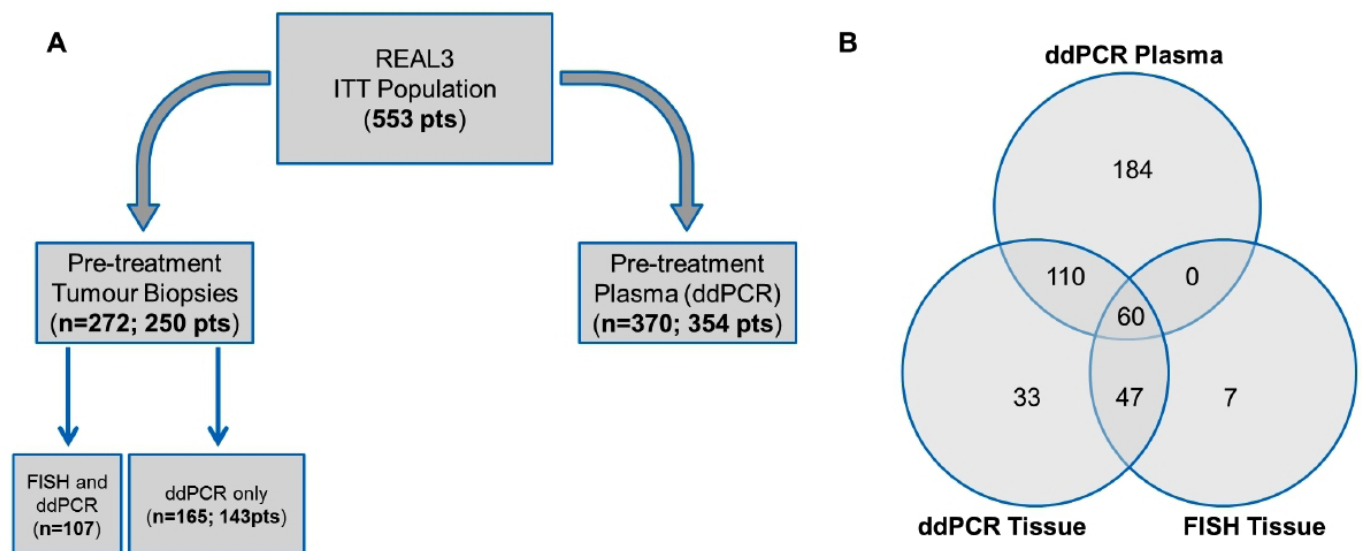 A
REAL3
ITT Population
(553 pts)
Pre-treatment
Tumour Biopsies
(n=272; 250 pts)
Pre-treatment
Plasma (ddPCR)
(n=370; 354 pts)
FISH and
ddPCR
(n=107)
ddPCR only
(n=165; 143pts)
B
ddPCR Plasma
184
110
0
60
33
47
7
ddPCR Tissue
FISH Tissue